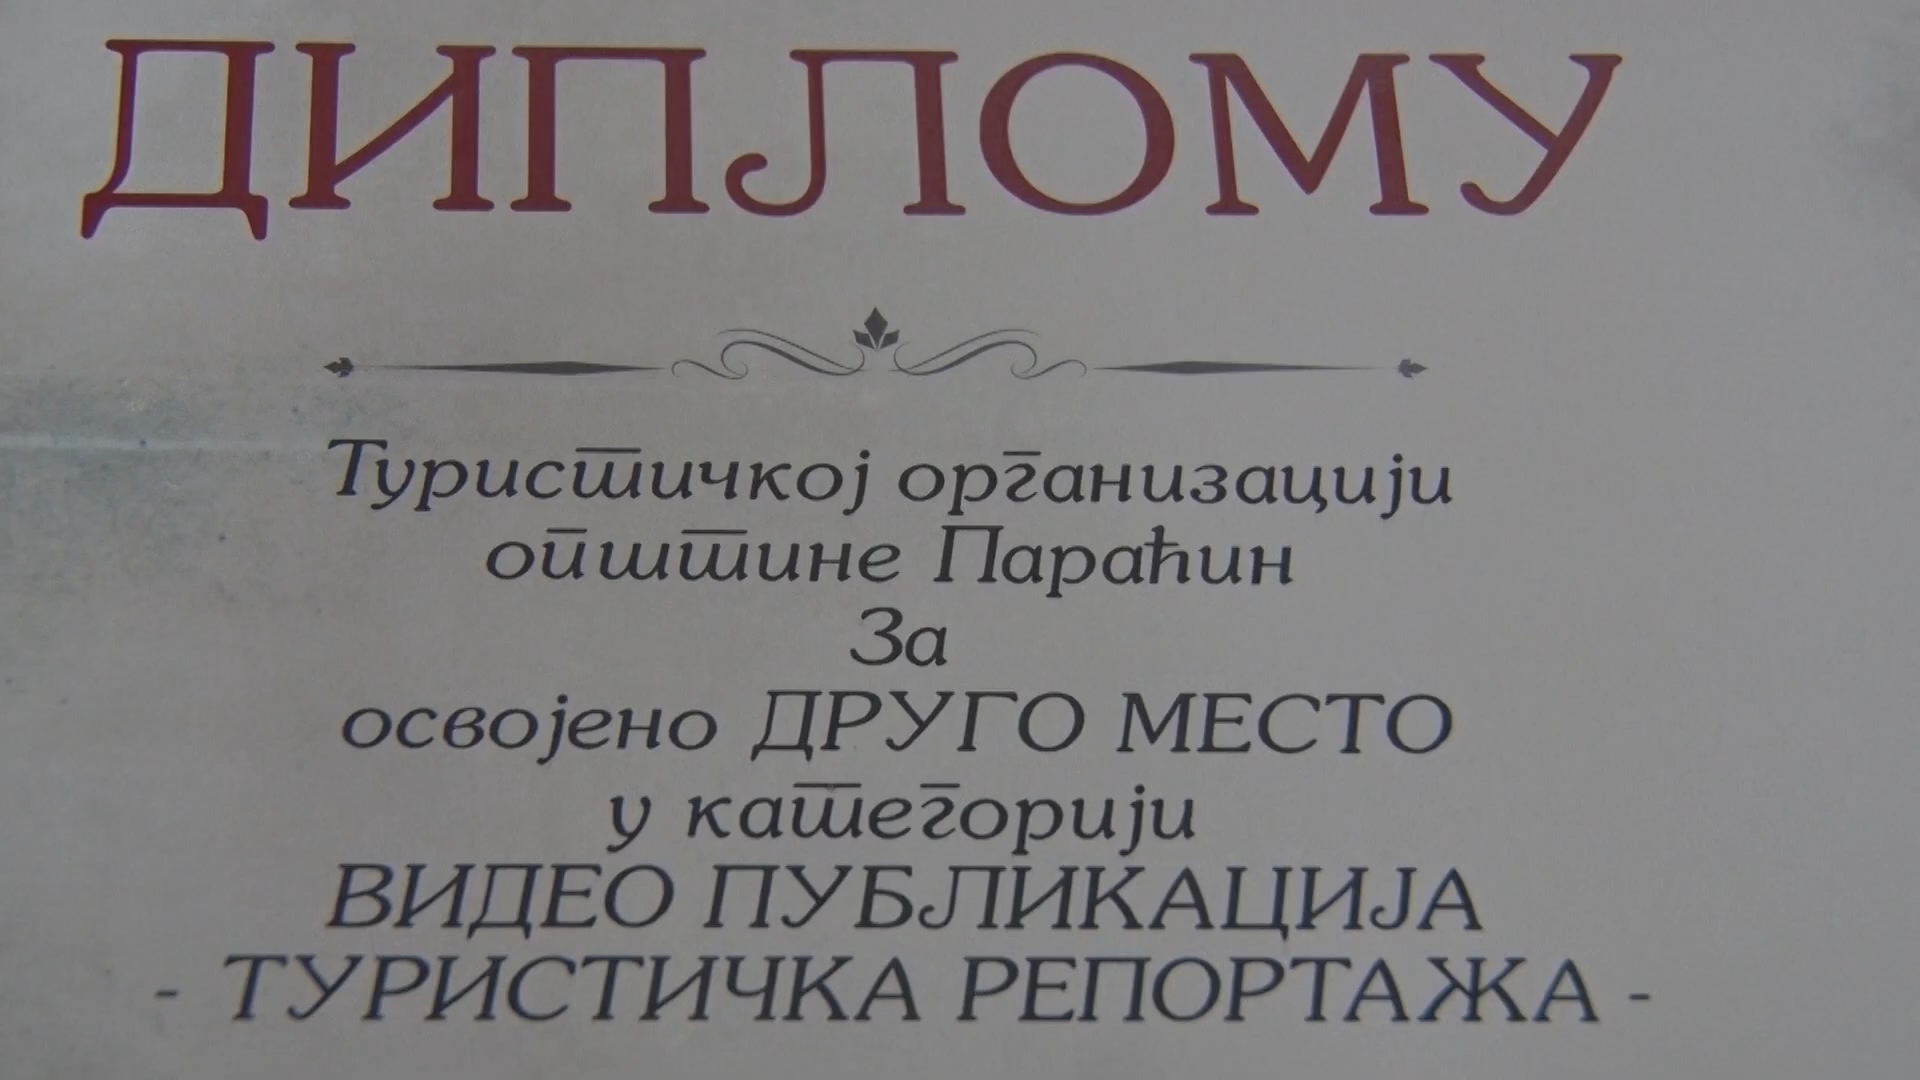 ДИПЛОМУ
Туристичкој организацији
општине Параћин
За
освојено ДРУГО МЕСТО
у категорији
ВИДЕО ПУБЛИКАЦИЈА
- ТУРИСТИЧКА РЕПОРТАЖА -